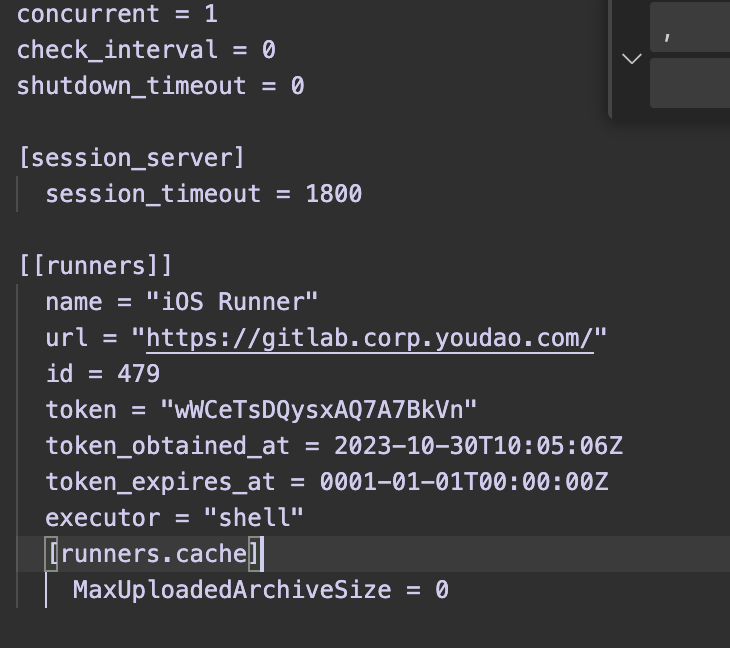 concurrent = 1
check_interval = 0
shutdown_timeout = 0
,
[session_server]
session_timeout = 1800
[[runners]]
name = "iOS Runner"
url = "https://gitlab.corp.youdao.com/"
id = 479
token = "wWCeTsDQysxAQ7A7BkVn"
token_obtained_at = 2023-10-30T10:05:06Z
token_expires_at = 0001-01-01T00:00:00Z
executor = "shell"
[runners.cache]
MaxUploadedArchiveSize = 0